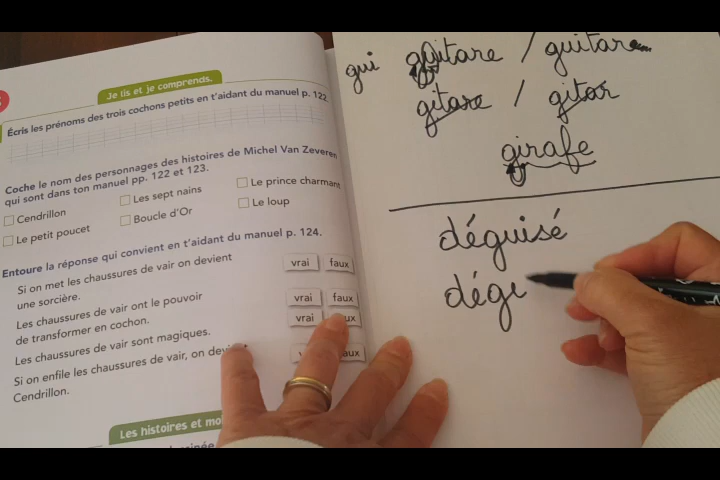 Je lis et je comprends.
Écris les prénoms des trois cochons petits en t'aidant du manuel p. 122
Coche le nom des personnages des histoires de Michel Van Zeveren
qui sont dans ton manuel pp. 122 et 123.
Cendrillon
Les sept nains
Le prince charmant
Le petit poucet
Boucle d'Or
Le loup
Entoure la réponse qui convient en t'aidant du manuel p. 124.
Si on met les chaussures de vair on devient
une sorcière.
vrai faux
Les chaussures de vair ont le pouvoir
de transformer en cochon.
vrai faux
Les chaussures de vair sont magiques.
vrai
Si on enfile les chaussures de vair, on
Cendrillon.
Les histoires et
gui
/ guitare
gitare / gitar
girafe
déguisé